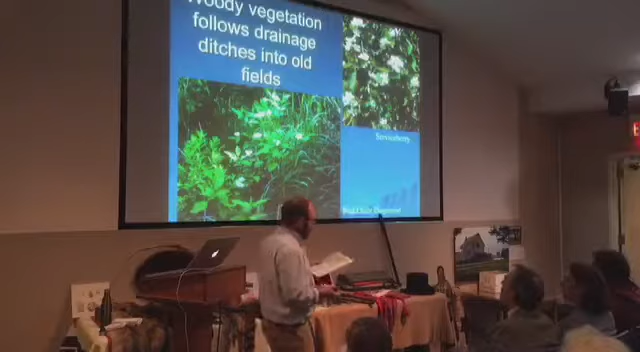 Woody vegetation
follows drainage
ditches into old
fields
Serviceberry